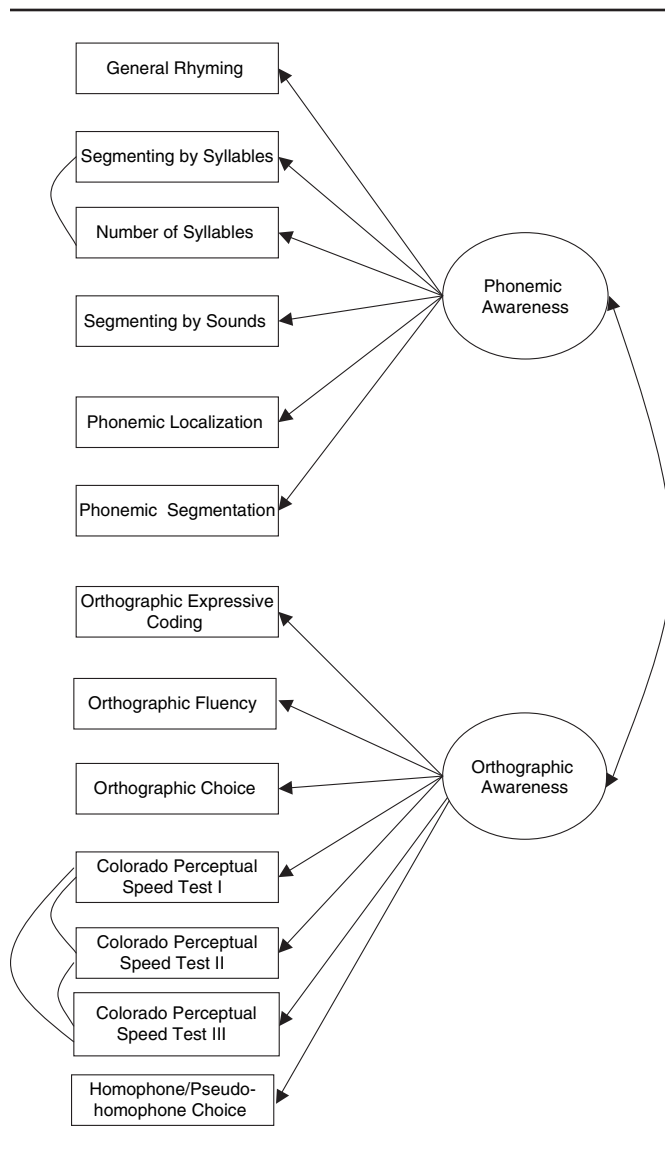 General Rhyming
Segmenting by Syllables
Number of Syllables
Segmenting by Sounds
Phonemic Localization
Phonemic Segmentation
Phonemic
Awareness
Orthographic Expressive
Coding
Orthographic Fluency
Orthographic Choice
Colorado Perceptual
Speed Test I
Colorado Perceptual
Speed Test II
Colorado Perceptual
Speed Test III
Homophone/Pseudo-
homophone Choice
Orthographic
Awareness